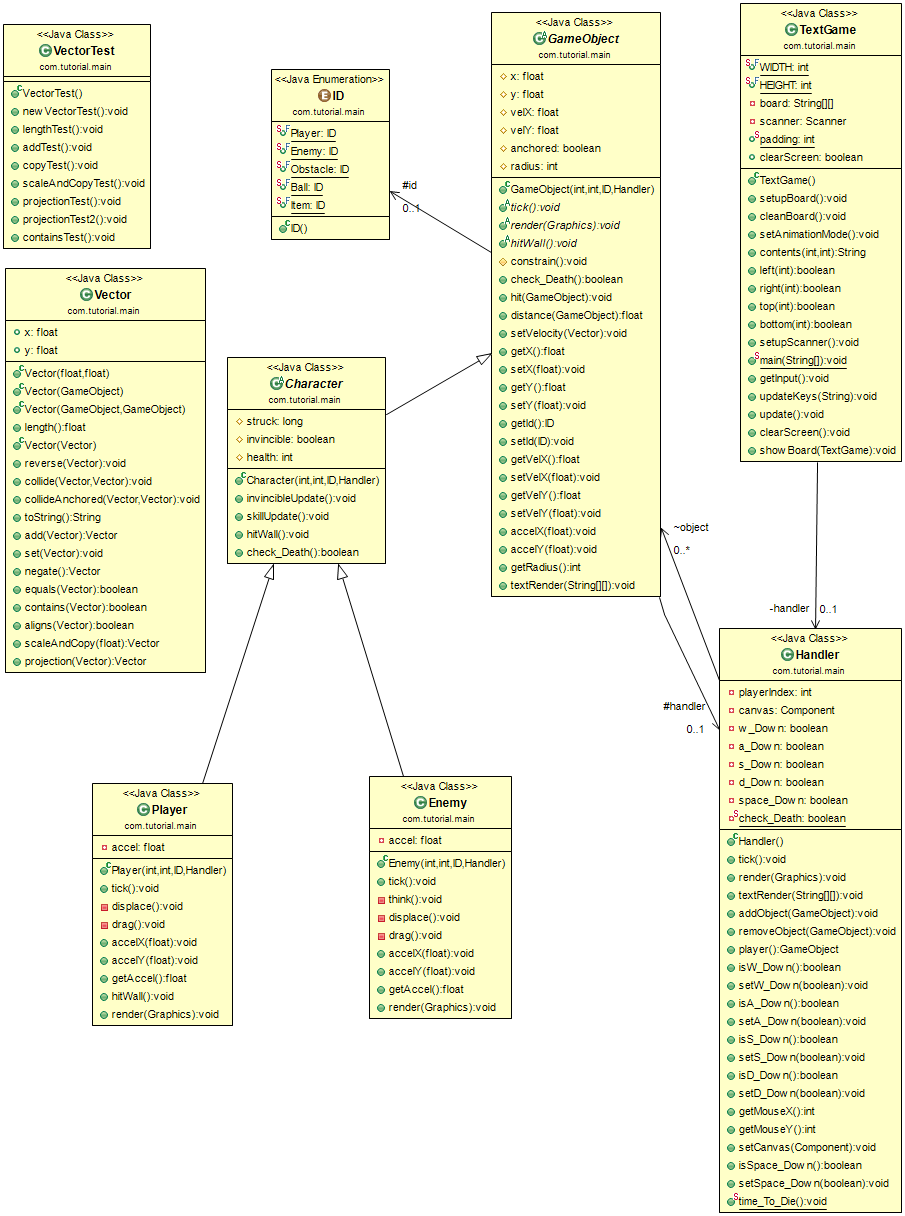 <<Java Class>>
VectorTest
com.tutorial.main
VectorTest()
new VectorTest():void
lengthTest():void
addTest():void
copyTest():void
scaleAndCopyTest():void
projectionTest():void
projectionTest2():void
containsTest():void
<<Java Class>>
Vector
com.tutorial.main
x: float
y: float
Vector(float,float)
Vector(GameObject)
Vector(GameObject,GameObject)
length():float
Vector(Vector)
reverse(Vector):void
collide(Vector,Vector):void
collideAnchored(Vector,Vector):void
toString():String
add(Vector):Vector
set(Vector):void
negate():Vector
equals(Vector):boolean
contains(Vector):boolean
aligns(Vector):boolean
scaleAndCopy(float):Vector
projection(Vector):Vector
<<Java Enumeration>>
ID
com.tutorial.main
Player: ID
Enemy: ID
Obstacle: ID
Ball: ID
Item: ID
ID()
#id
0..1
<<Java Class>>
GameObject
com.tutorial.main
x: float
y: float
velX: float
velY: float
anchored: boolean
radius: int
GameObject(int,int,ID,Handler)
tick():void
render(Graphics):void
hitWall():void
constrain():void
check_Death():boolean
hit(GameObject):void
distance(GameObject):float
setVelocity(Vector):void
getX():float
setX(float):void
getY():float
setY(float):void
getId():ID
setId(ID):void
getVelX():float
setVelX(float):void
getVelY():float
setVelY(float):void
accelX(float):void
accelY(float):void
getRadius():int
textRender(String[][]):void
<<Java Class>>
TextGame
com.tutorial.main
WIDTH: int
HEIGHT: int
board: String[][]
scanner: Scanner
padding: int
clearScreen: boolean
TextGame()
setupBoard():void
cleanBoard():void
setAnimationMode():void
contents(int,int):String
left(int):boolean
right(int):boolean
top(int):boolean
bottom(int):boolean
setupScanner():void
main(String[]):void
getInput():void
updateKeys(String):void
update():void
clearScreen():void
showBoard(TextGame):void
<<Java Class>>
Character
com.tutorial.main
struck: long
invincible: boolean
health: int
Character(int,int,ID,Handler)
invincibleUpdate():void
skillUpdate():void
hitWall():void
check_Death():boolean
~object
0..*
-handler
0..1
#handler
0..1
<<Java Class>>
Handler
com.tutorial.main
playerIndex: int
canvas: Component
w_Down: boolean
a_Down: boolean
s_Down: boolean
d_Down: boolean
space_Down: boolean
check_Death: boolean
Handler()
tick():void
render(Graphics):void
textRender(String[][]):void
addObject(GameObject):void
removeObject(GameObject):void
player():GameObject
isW_Down():boolean
setW_Down(boolean):void
isA_Down():boolean
setA_Down(boolean):void
isS_Down():boolean
setS_Down(boolean):void
isD_Down():boolean
setD_Down(boolean):void
getMouseX():int
getMouseY():int
setCanvas(Component):void
isSpace_Down():boolean
setSpace_Down(boolean):void
time_To_Die():void
<<Java Class>>
Player
com.tutorial.main
accel: float
Player(int,int,ID,Handler)
tick():void
displace():void
drag():void
accelX(float):void
accelY(float):void
getAccel():float
hitWall():void
render(Graphics):void
<<Java Class>>
Enemy
com.tutorial.main
accel: float
Enemy(int,int,ID,Handler)
tick():void
think():void
displace():void
drag():void
accelX(float):void
accelY(float):void
getAccel():float
render(Graphics):void